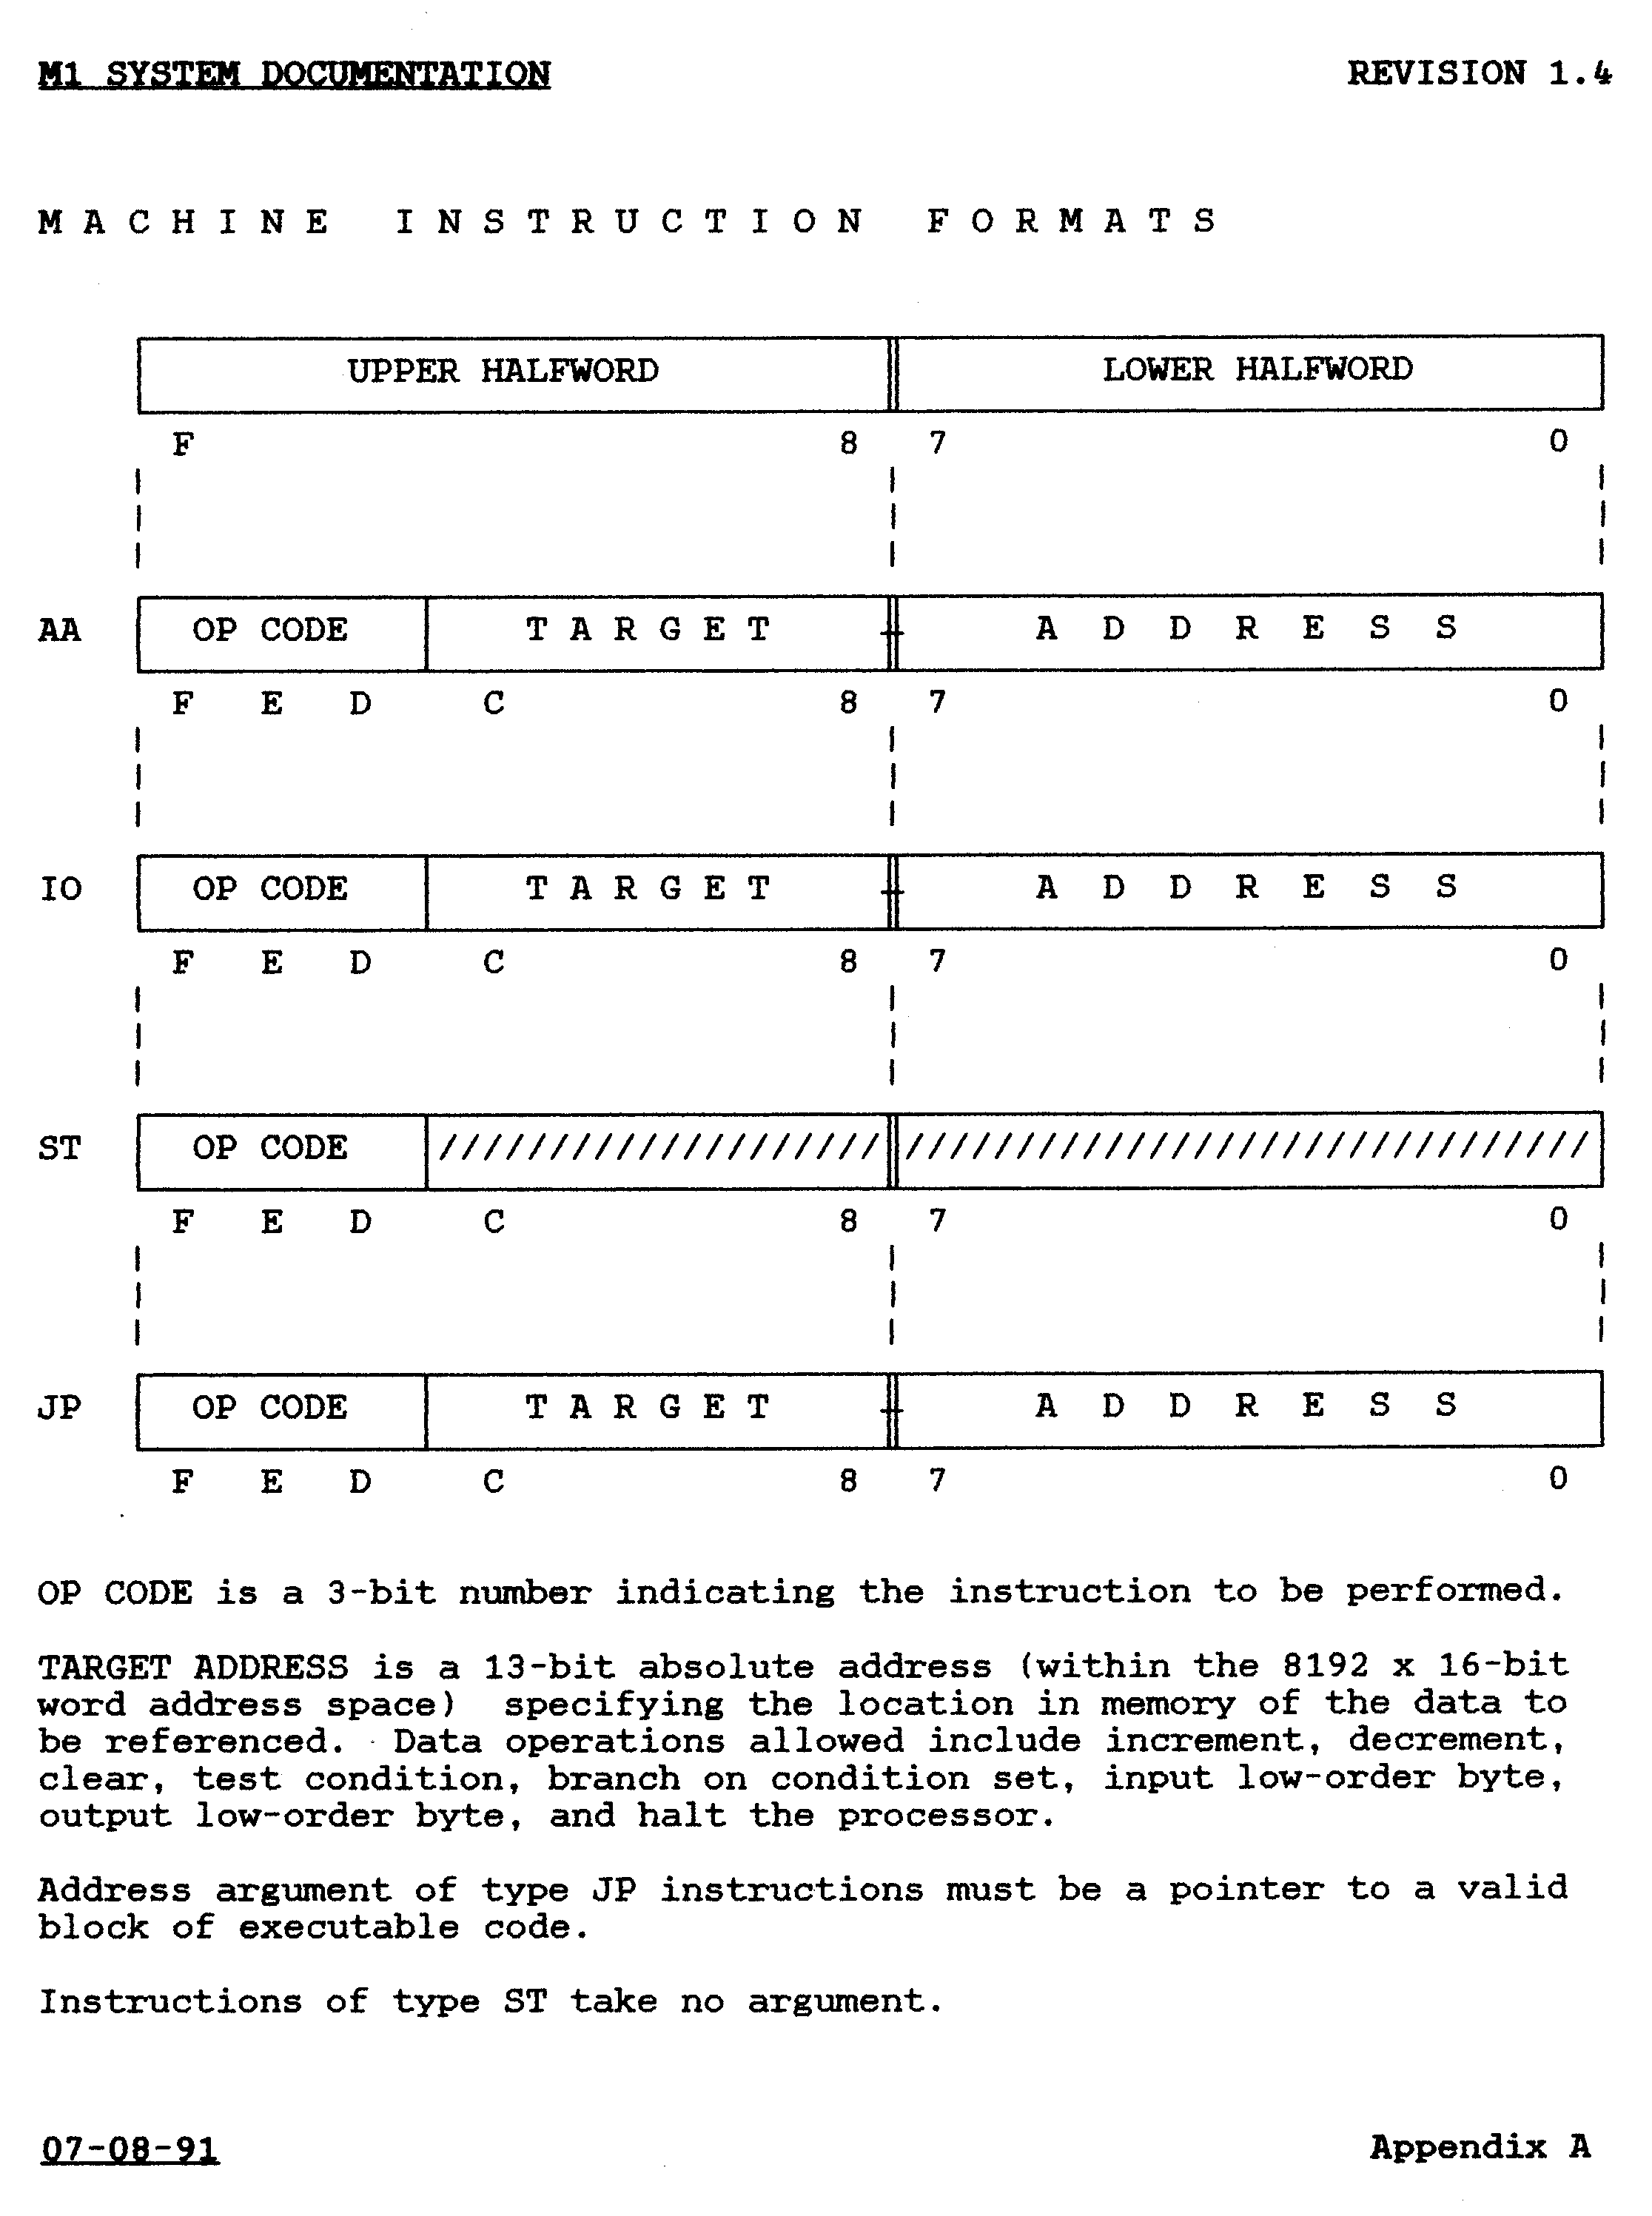 M1 SYSTEM DOCUMENTATION REVISION 1.4
M A C H I N E I N S T R U C T I O N F O R M A T S
UPPER HALFWORD LOWER HALFWORD
F 8 7 0
AA OP CODE T A R G E T A D D R E S S
F E D C 8 7 0
IO OP CODE T A R G E T A D D R E S S
F E D C 8 7 0
ST OP CODE //////////////////// ///////////////////////////////
F E D C 8 7 0
JP OP CODE T A R G E T A D D R E S S
F E D C 8 7 0
OP CODE is a 3-bit number indicating the instruction to be performed.
TARGET ADDRESS is a 13-bit absolute address (within the 8192 x 16-bit
word address space) specifying the location in memory of the data to
be referenced. Data operations allowed include increment, decrement,
clear, test condition, branch on condition set, input low-order byte,
output low-order byte, and halt the processor.
Address argument of type JP instructions must be a pointer to a valid
block of executable code.
Instructions of type ST take no argument.
07-08-91 Appendix A